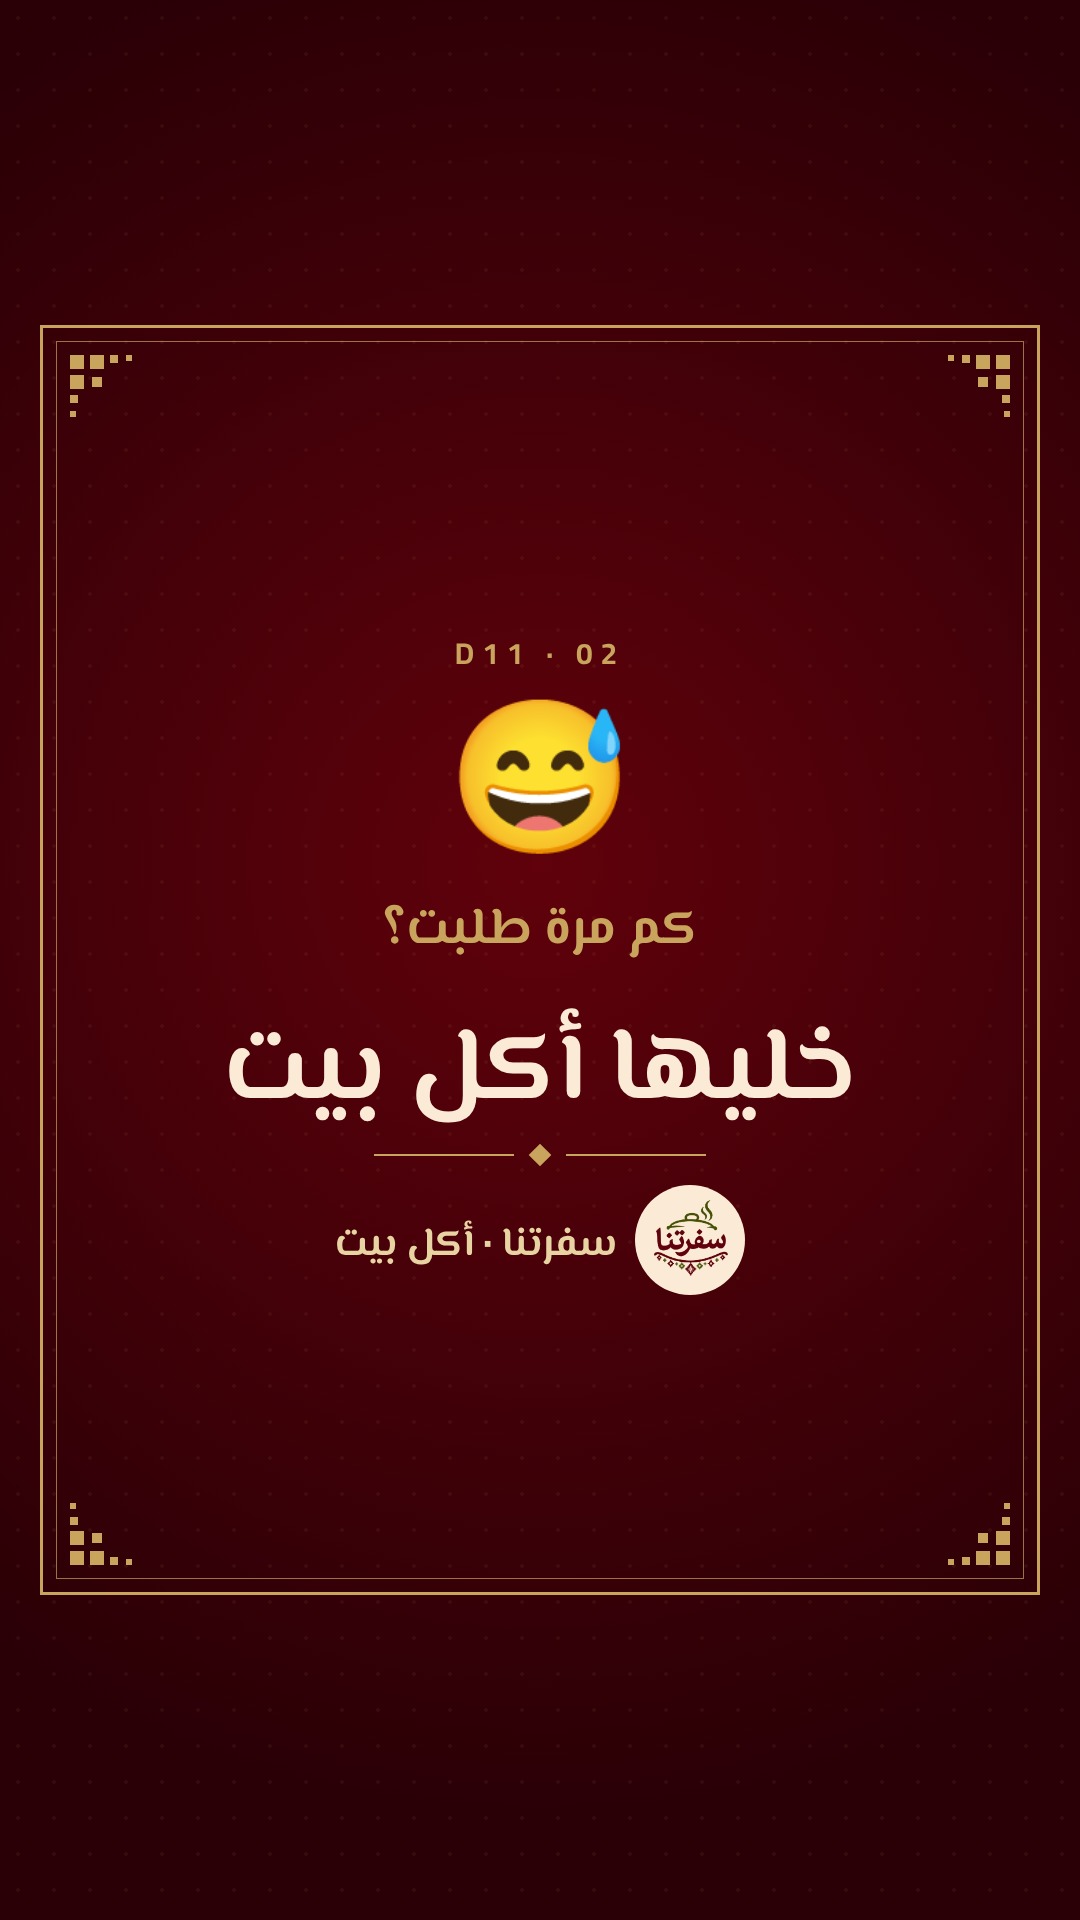 D11 · 02
كم مرة طلبت؟
خليها أكل بيت
سفرتنا
سفرتنا · أكل بيت